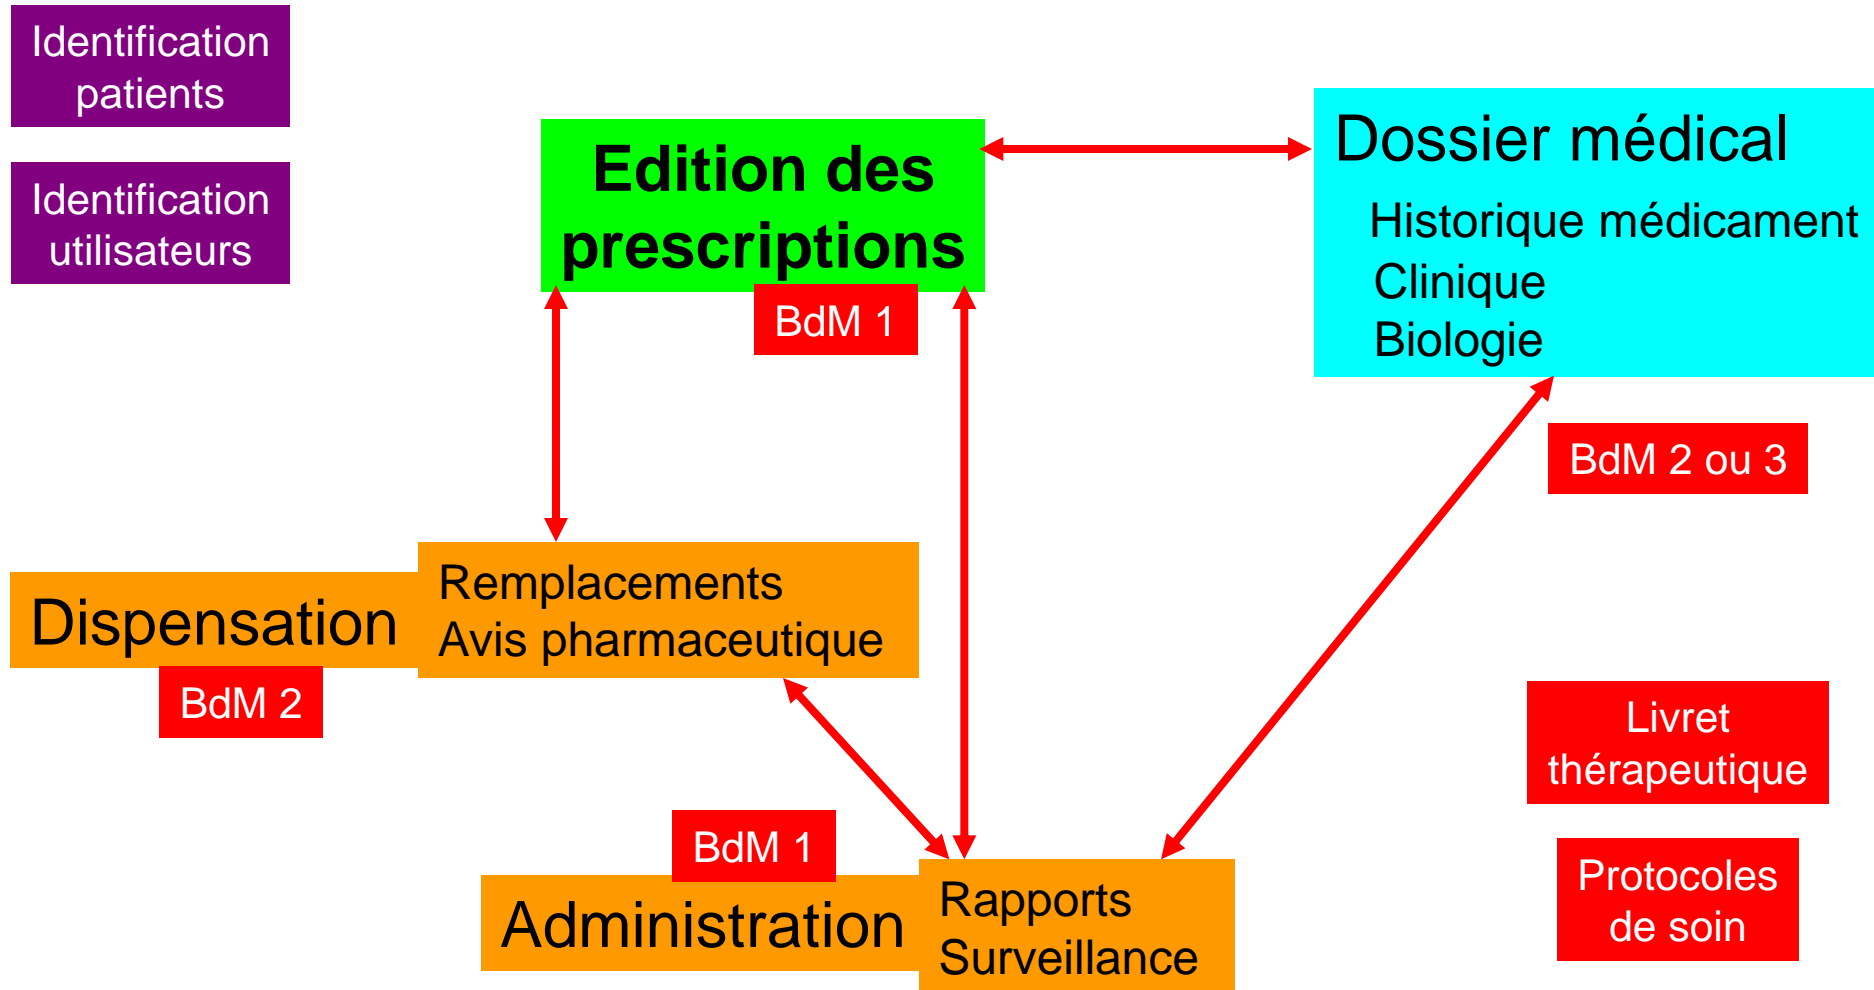 Identification
patients
Identification
utilisateurs
Edition des
prescriptions
BdM 1
Dossier médical
Historique médicament
Clinique
Biologie
BdM 2 ou 3
Dispensation
Remplacements
Avis pharmaceutique
BdM 2
BdM 1
Administration
Rapports
Surveillance
Livret
thérapeutique
Protocoles
de soin